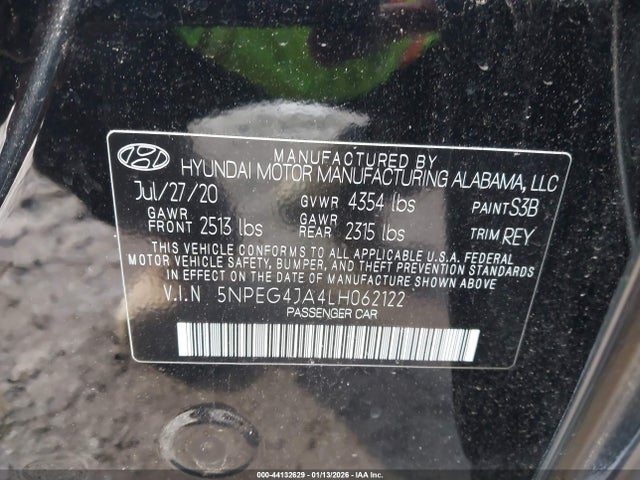 MANUFACTURED BY
HYUNDAI MOTOR MANUFACTURING ALABAMA, LLC
Jul/27/20 GVWR 4354 lbs PAINT S3B
GAWR FRONT 2513 lbs GAWR REAR 2315 lbs TRIM REY
THIS VEHICLE CONFORMS TO ALL APPLICABLE U.S.A. FEDERAL
MOTOR VEHICLE SAFETY, BUMPER, AND THEFT PREVENTION STANDARDS
IN EFFECT ON THE DATE OF MANUFACTURE SHOWN ABOVE.
V.I.N 5NPEG4JA4LH062122
PASSENGER CAR
000-44132629 - 01/13/2026 - IAA Inc.